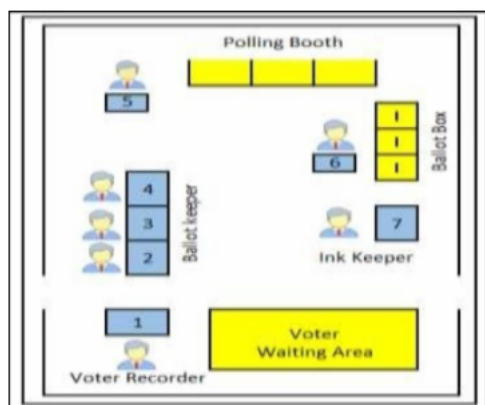 Polling Booth
5
I
I
I
Ballot Box
6
4
3
2
Ballot keeper
7
Ink Keeper
1
Voter Recorder
Voter
Waiting Area